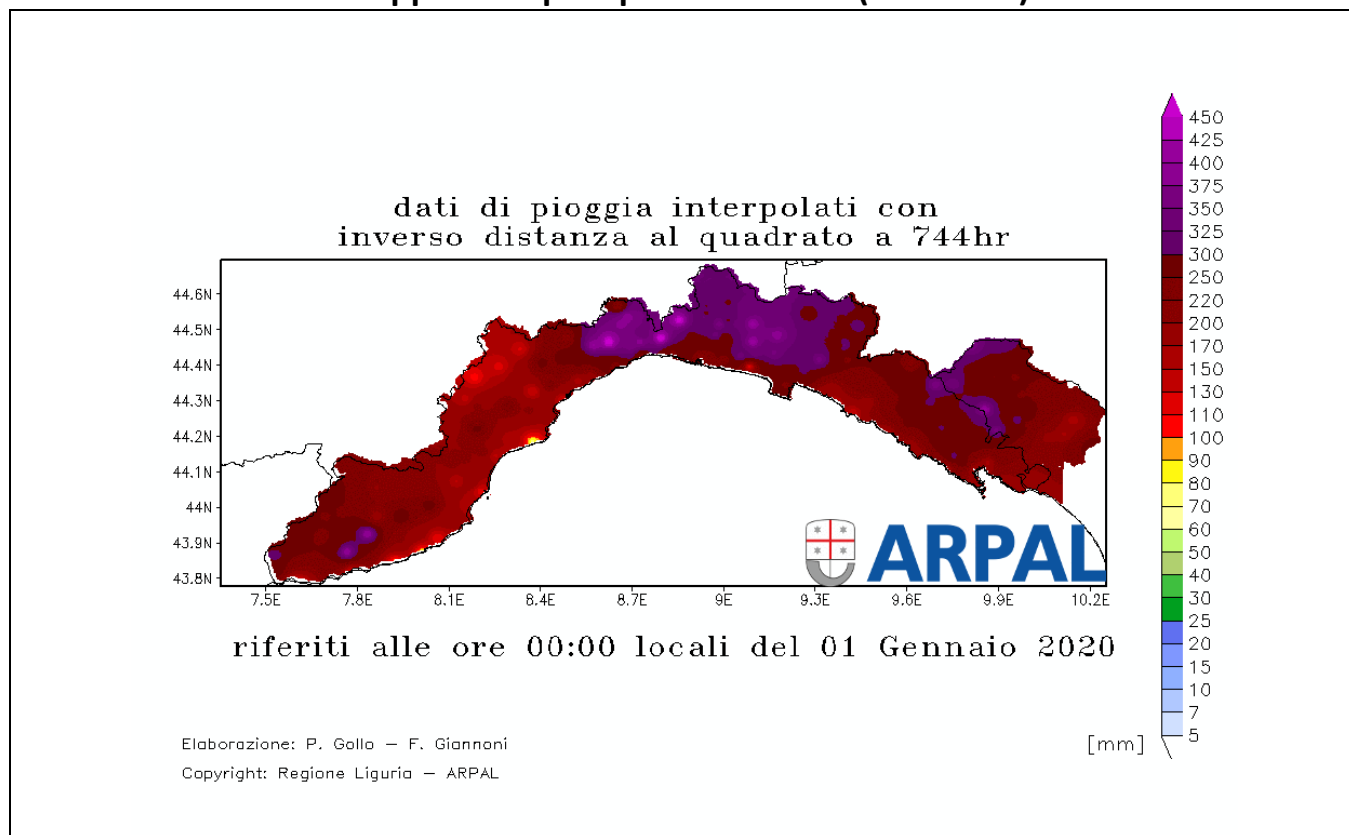 dati di pioggia interpolati con
inverso distanza al quadrato a 744hr
44.6N
44.5N
44.4N
44.3N
44.2N
44.1N
44N
43.9N
43.8N
7.5E 7.8E 8.1E 8.4E 8.7E 9E 9.3E 9.6E 9.9E 10.2E
ARPAL
riferiti alle ore 00:00 locali del 01 Gennaio 2020
450
425
400
375
350
325
300
250
220
200
170
150
130
110
100
90
80
70
60
50
40
30
25
20
15
10
7
5
[mm]
Elaborazione: P. Gollo – F. Giannoni
Copyright: Regione Liguria – ARPAL